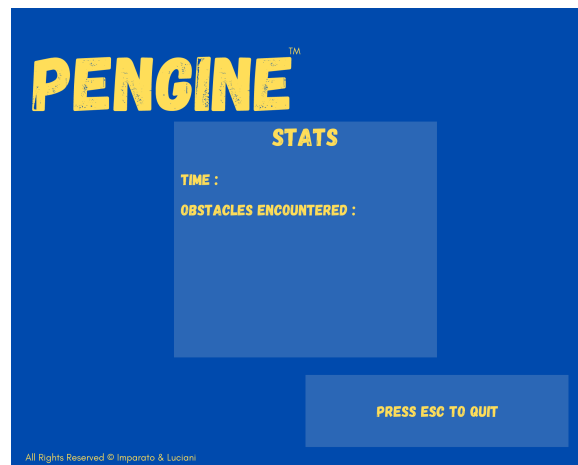 PENGINE™
STATS
TIME :
OBSTACLES ENCOUNTERED :
PRESS ESC TO QUIT
All Rights Reserved © Imparato & Luciani